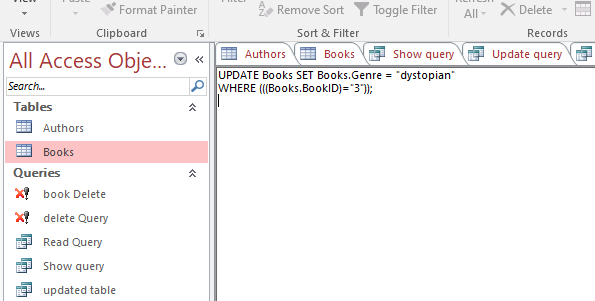 View
Paste
Format Painter
Filter
Remove Sort
Toggle Filter
Refresh
All
Delete
Views
Clipboard
Sort & Filter
Records
All Access Obje...
Search...
Tables
Authors
Books
Queries
book Delete
delete Query
Read Query
Show query
updated table
Authors
Books
Show query
Update query
UPDATE Books SET Books.Genre = "dystopian"
WHERE (((Books.BookID)="3"));